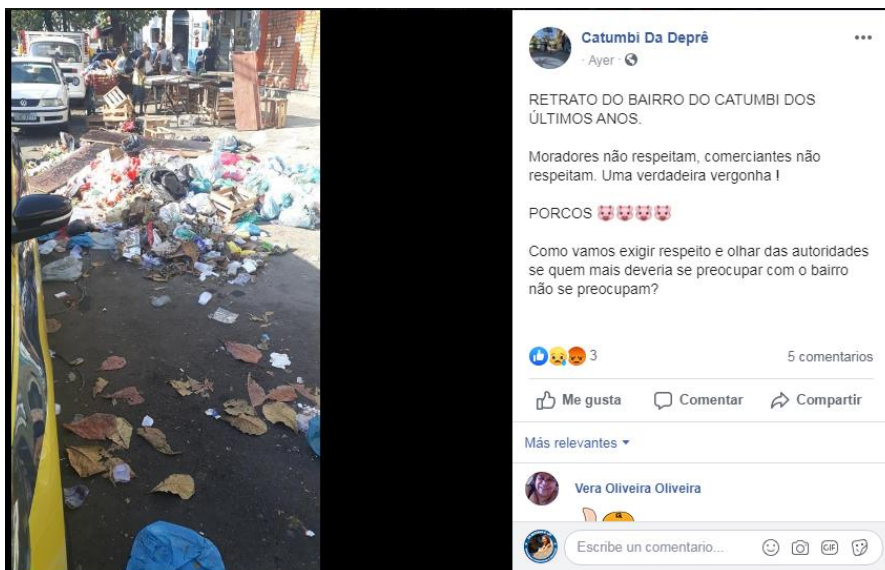 Catumbi Da Deprê
Ayer ·
RETRATO DO BAIRRO DO CATUMBI DOS
ÚLTIMOS ANOS.
Moradores não respeitam, comerciantes não
respeitam. Uma verdadeira vergonha !
PORCOS 🐷🐷🐷🐷
Como vamos exigir respeito e olhar das autoridades
se quem mais deveria se preocupar com o bairro
não se preocupam?
3
5 comentarios
Me gusta
Comentar
Compartir
Más relevantes
Vera Oliveira Oliveira
Escribe un comentario...
GIF